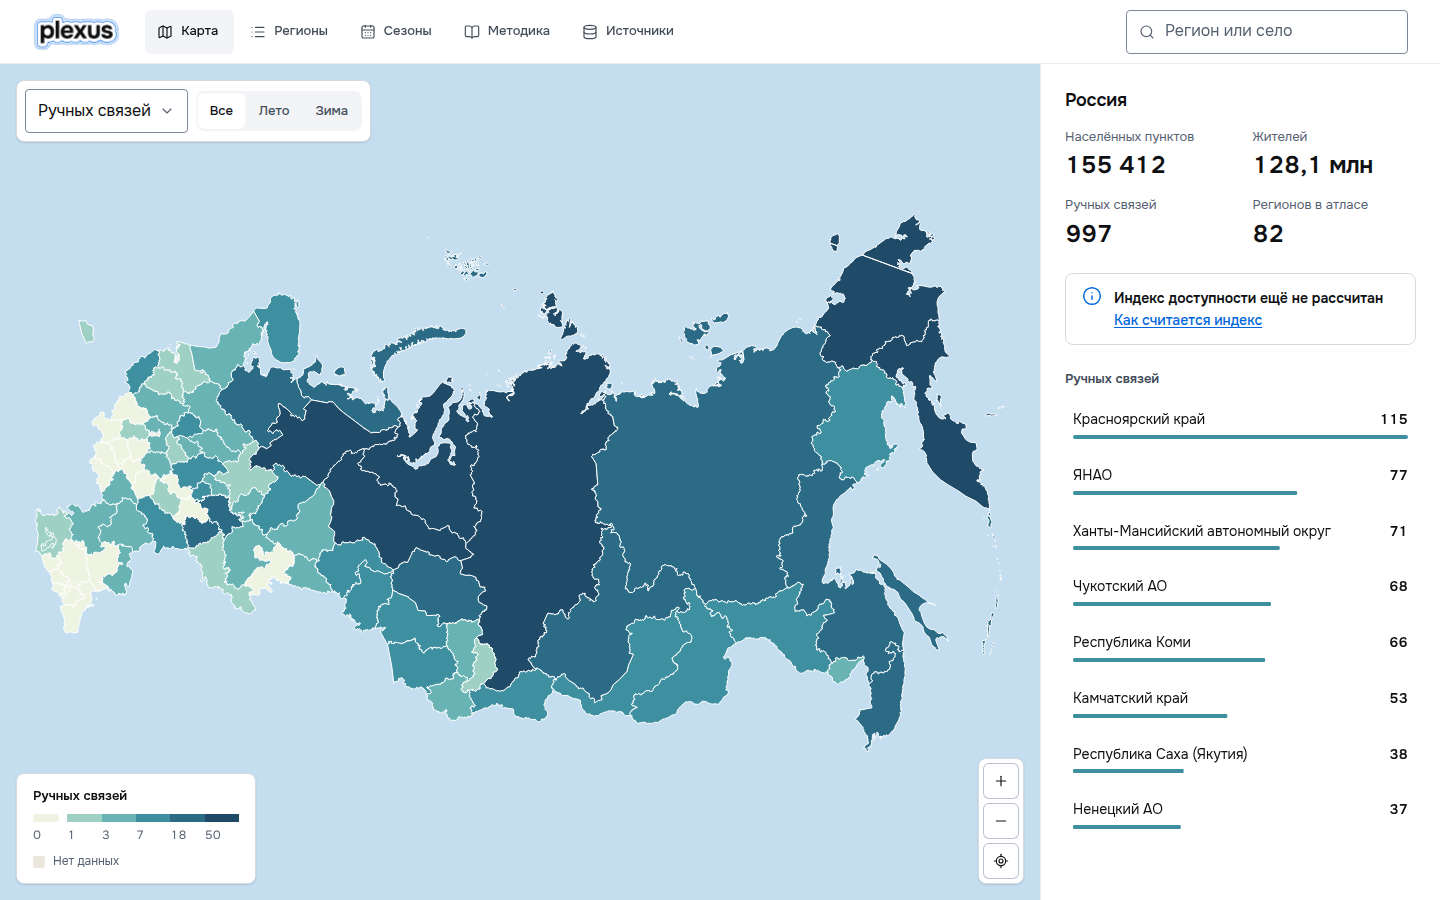 plexus
Карта
Регионы
Сезоны
Методика
Источники
Регион или село
Ручных связей
Все
Лето
Зима
Россия
Населённых пунктов
Жителей
155 412
128,1 млн
Ручных связей
Регионов в атласе
997
82
Индекс доступности ещё не рассчитан
Как считается индекс
Ручных связей
Красноярский край 115
ЯНАО 77
Ханты-Мансийский автономный округ 71
Чукотский АО 68
Республика Коми 66
Камчатский край 53
Республика Саха (Якутия) 38
Ненецкий АО 37
Ручных связей
0 1 3 7 18 50
Нет данных